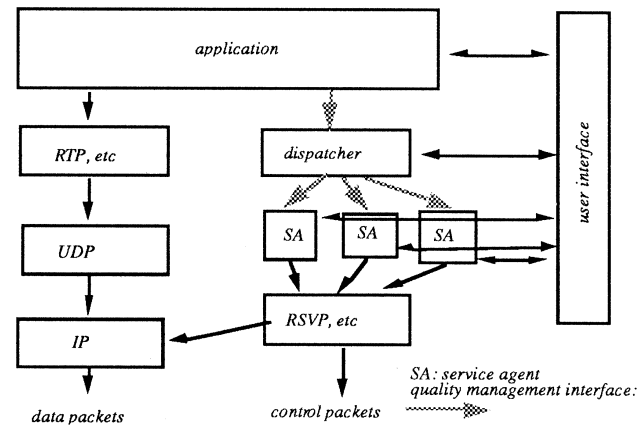 application
RTP, etc
dispatcher
user interface
SA
SA
SA
UDP
RSVP, etc
IP
SA: service agent
quality management interface:
data packets
control packets